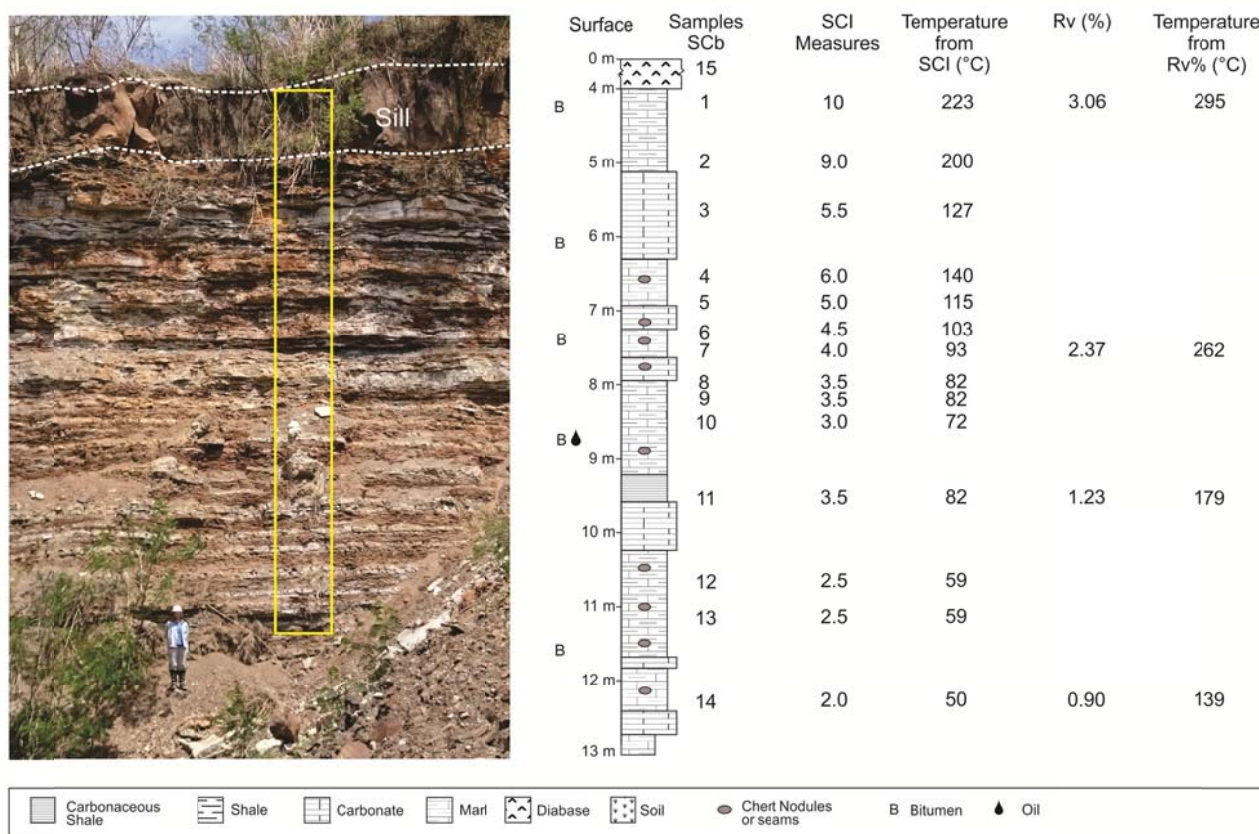 Surface
Samples
SCb
SCI
Measures
Temperature
from
SCI (°C)
Rv (%)
Temperature
from
Rv% (°C)
Sill
0 m
15
4 m
B
1 10 223 3.06 295
5 m
2 9.0 200
3 5.5 127
6 m
B
4 6.0 140
5 5.0 115
7 m
6 4.5 103
B
7 4.0 93 2.37 262
8 m
8 3.5 82
9 3.5 82
10 3.0 72
B
9 m
11 3.5 82 1.23 179
10 m
12 2.5 59
11 m
13 2.5 59
B
12 m
14 2.0 50 0.90 139
13 m
Carbonaceous
Shale
Shale
Carbonate
Marl
Diabase
Soil
Chert Nodules
or seams
B Bitumen
Oil